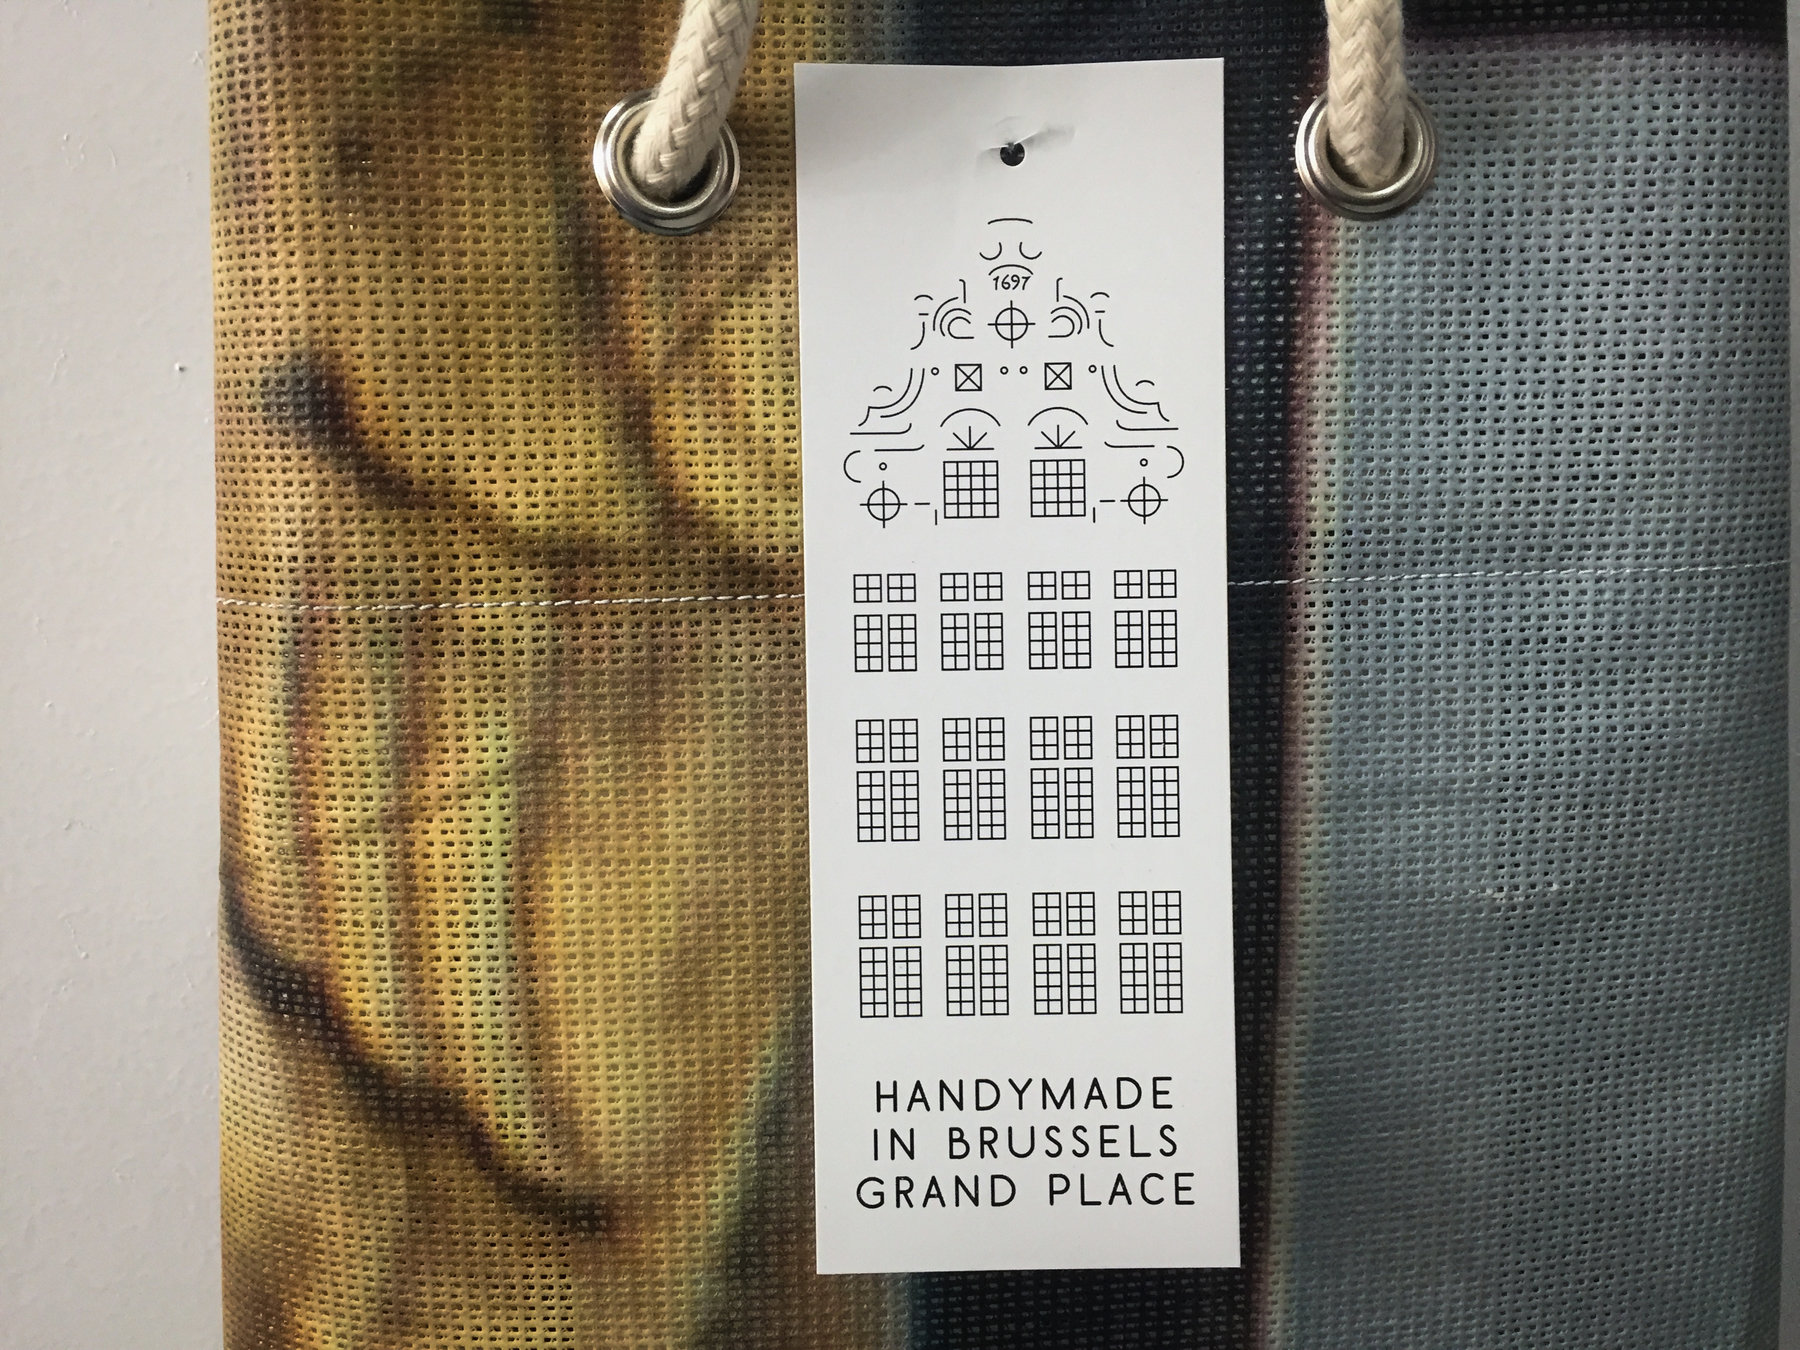 1697
HANDYMADE
IN BRUSSELS
GRAND PLACE